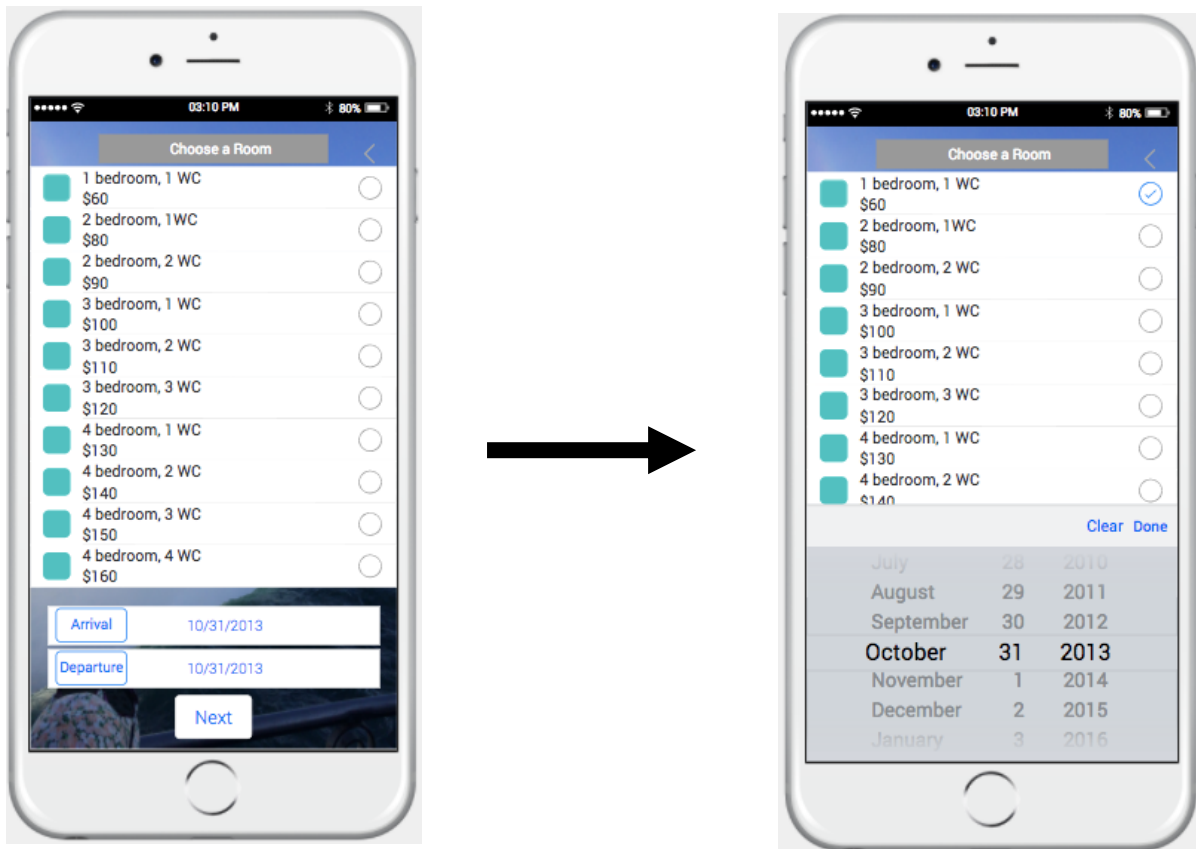 03:10 PM
80%
Choose a Room
1 bedroom, 1 WC
$60
2 bedroom, 1WC
$80
2 bedroom, 2 WC
$90
3 bedroom, 1 WC
$100
3 bedroom, 2 WC
$110
3 bedroom, 3 WC
$120
4 bedroom, 1 WC
$130
4 bedroom, 2 WC
$140
4 bedroom, 3 WC
$150
4 bedroom, 4 WC
$160
Arrival 10/31/2013
Departure 10/31/2013
Next
03:10 PM
80%
Choose a Room
1 bedroom, 1 WC
$60
2 bedroom, 1WC
$80
2 bedroom, 2 WC
$90
3 bedroom, 1 WC
$100
3 bedroom, 2 WC
$110
3 bedroom, 3 WC
$120
4 bedroom, 1 WC
$130
4 bedroom, 2 WC
$140
Clear Done
July 28 2010
August 29 2011
September 30 2012
October 31 2013
November 1 2014
December 2 2015
January 3 2016